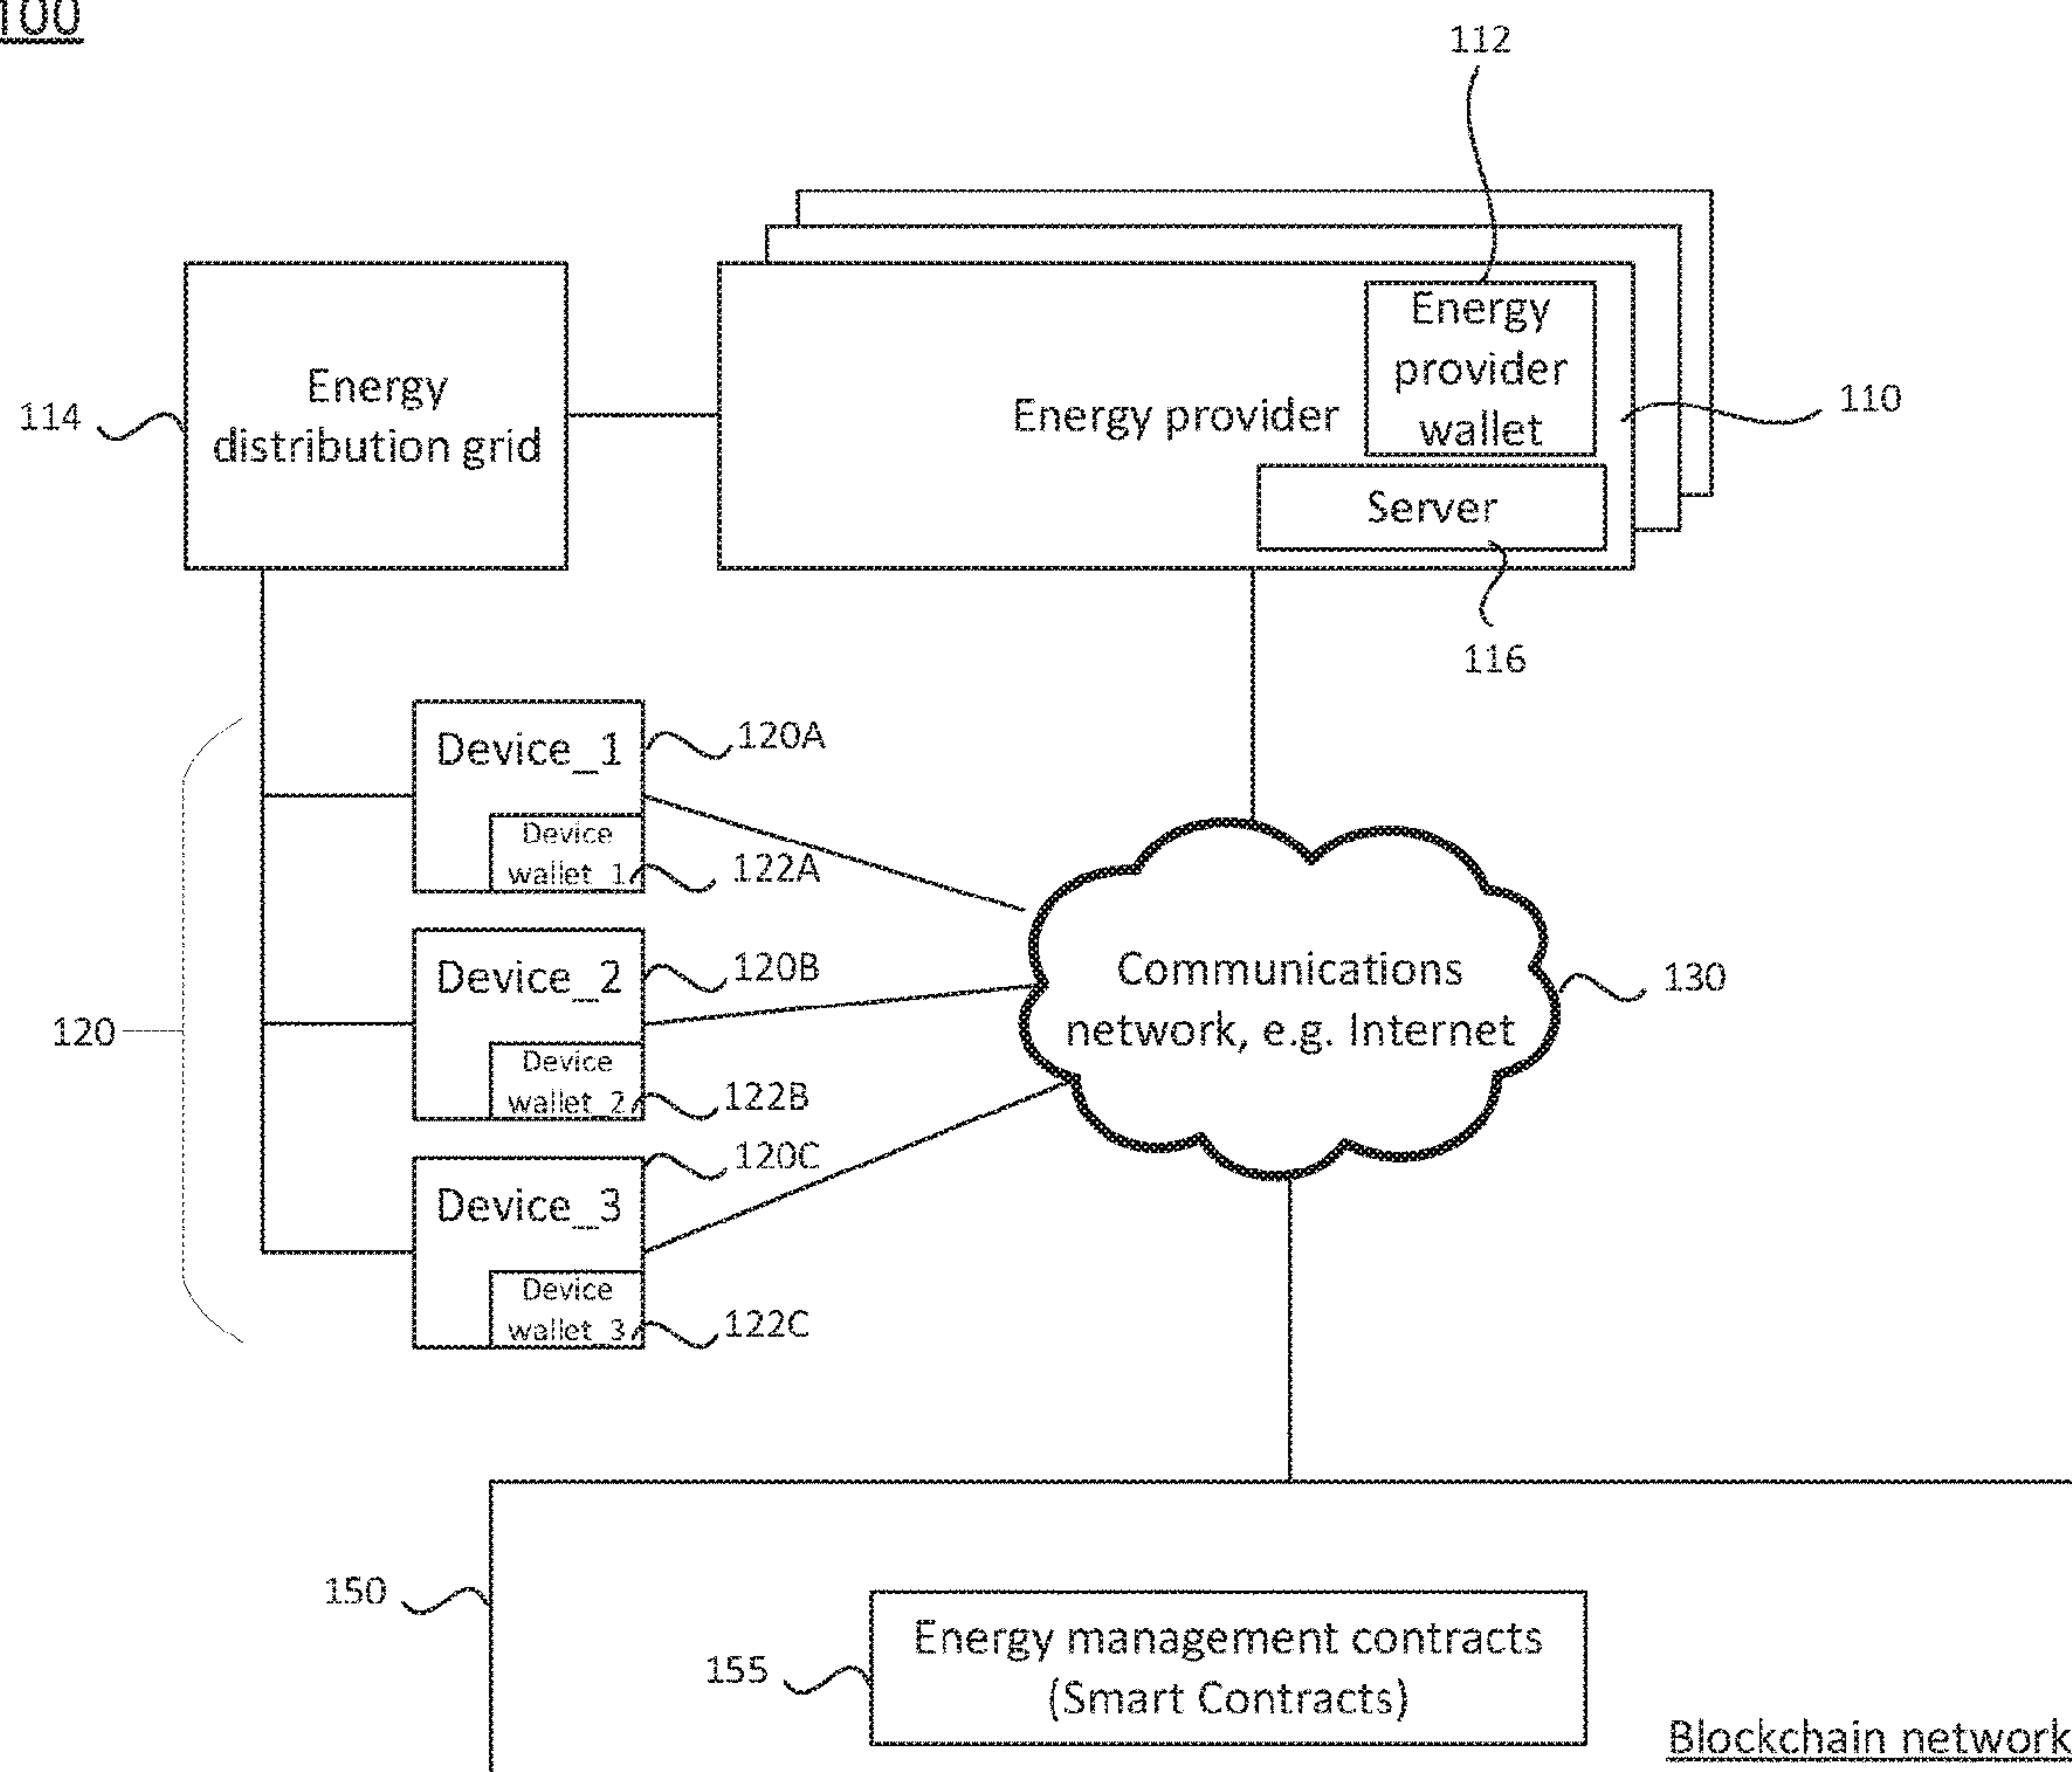 100
112
Energy
provider
wallet
Energy
distribution grid
114
Energy provider
110
Server
116
Device_1
120A
Device
wallet_1
122A
Device_2
120B
Device
wallet_2
122B
120
Communications
network, e.g. Internet
130
Device_3
120C
Device
wallet_3
122C
150
Energy management contracts
(Smart Contracts)
155
Blockchain network